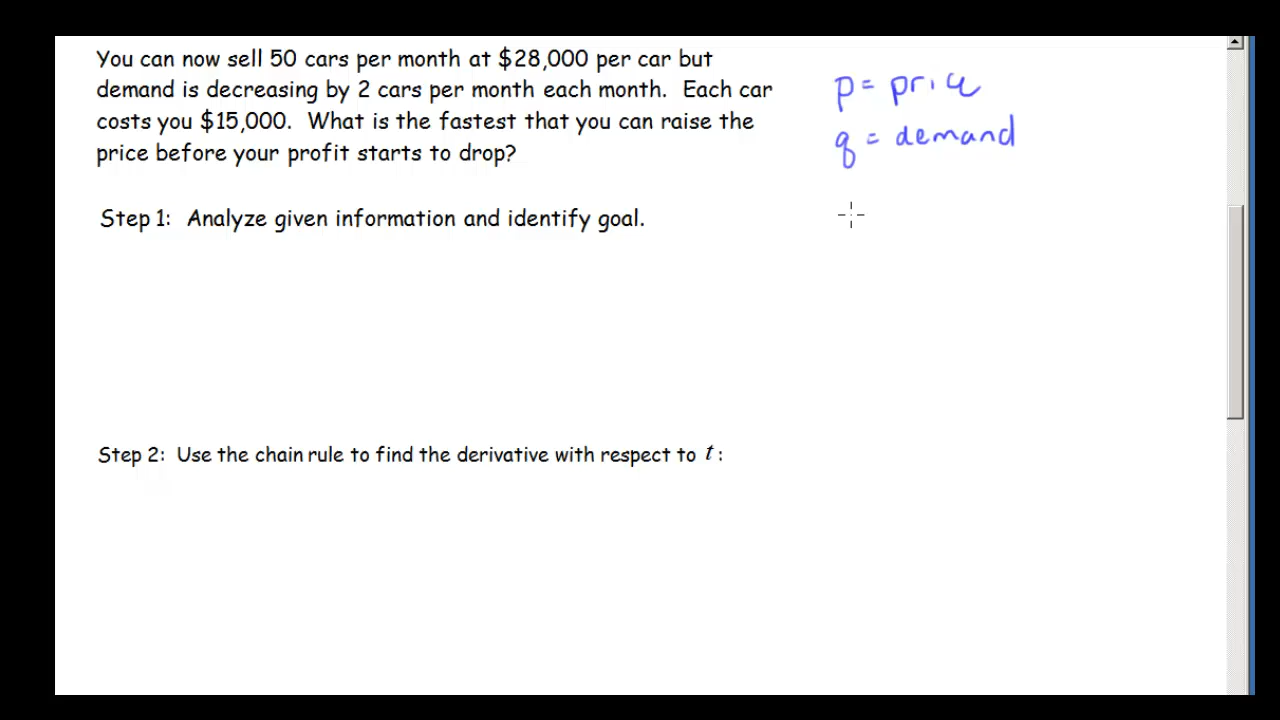 You can now sell 50 cars per month at $28,000 per car but
demand is decreasing by 2 cars per month each month. Each car
costs you $15,000. What is the fastest that you can raise the
price before your profit starts to drop?
p = price
q = demand
Step 1: Analyze given information and identify goal.
Step 2: Use the chain rule to find the derivative with respect to t: